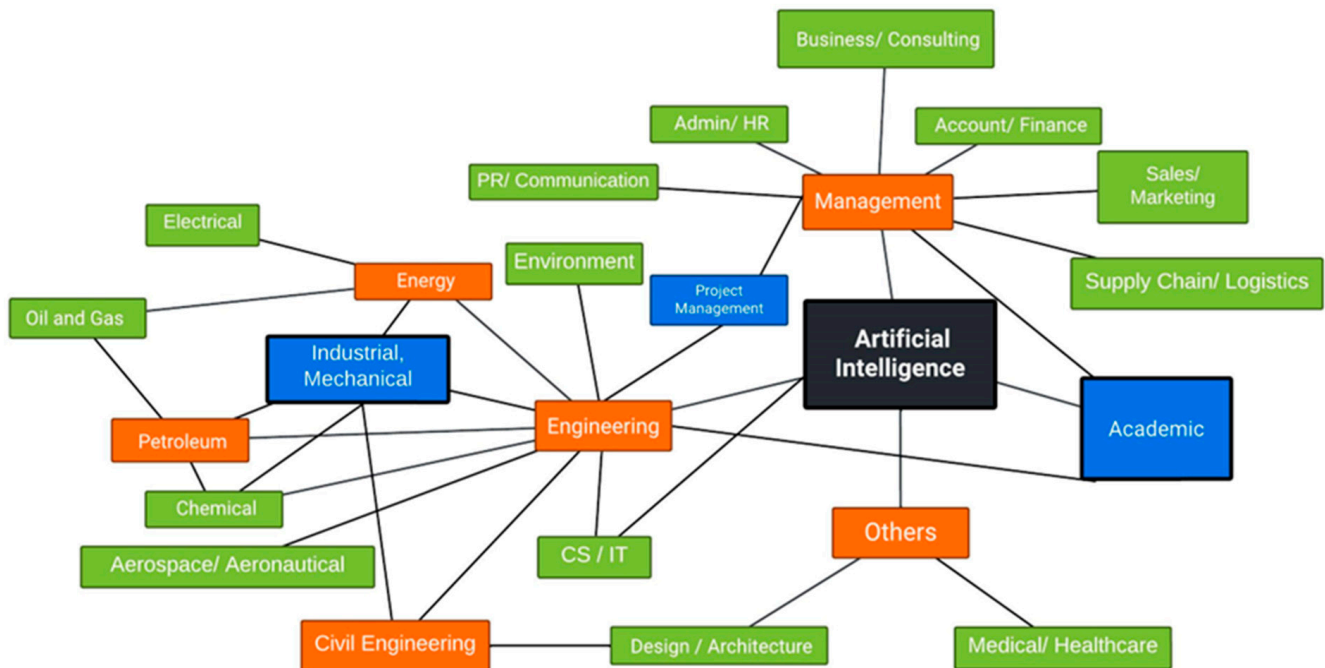 Business/ Consulting
Admin/ HR
Account/ Finance
PR/ Communication
Management
Sales/
Marketing
Electrical
Environment
Energy
Project
Management
Supply Chain/ Logistics
Oil and Gas
Artificial
Intelligence
Industrial,
Mechanical
Petroleum
Engineering
Academic
Chemical
Others
Aerospace/ Aeronautical
CS / IT
Civil Engineering
Design / Architecture
Medical/ Healthcare